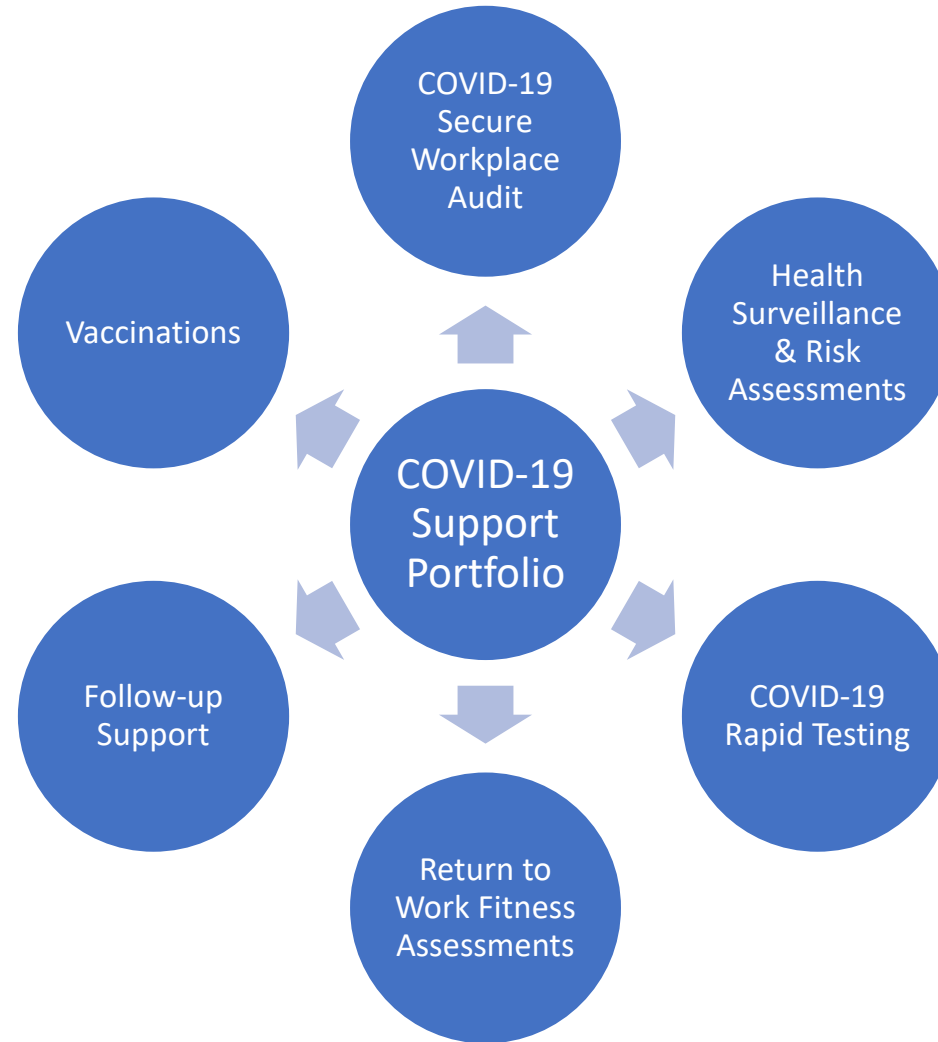 COVID-19
Secure
Workplace
Audit
Health
Surveillance
& Risk
Assessments
COVID-19
Rapid Testing
Return to
Work Fitness
Assessments
Follow-up
Support
Vaccinations
COVID-19
Support
Portfolio